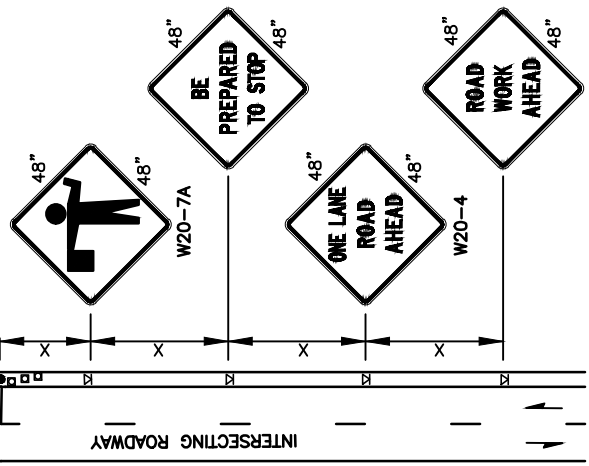 48"
48"
W20-7A
BE
PREPARED
TO STOP
48"
48"
ONE LANE
ROAD
AHEAD
48"
48"
W20-4
ROAD
WORK
AHEAD
48"
48"
X
X
X
X
INTERSECTING ROADWAY